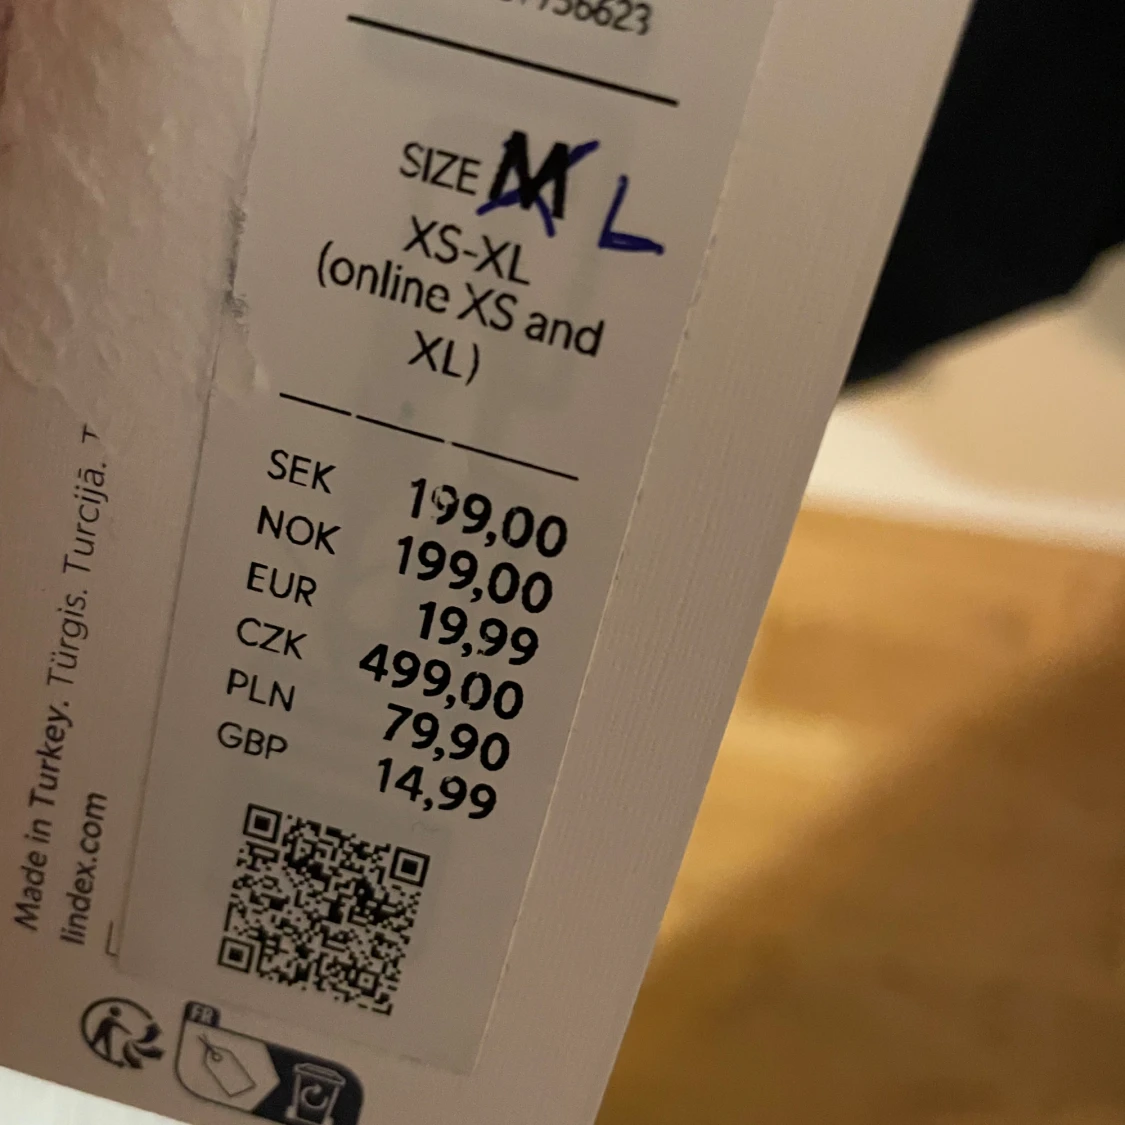 SIZE M L
XS-XL
(online XS and
XL)
SEK 199,00
NOK 199,00
EUR 19,99
CZK 499,00
PLN 79,90
GBP 14,99
Made in Turkey. Türgis. Turcijā.
lindex.com
FR